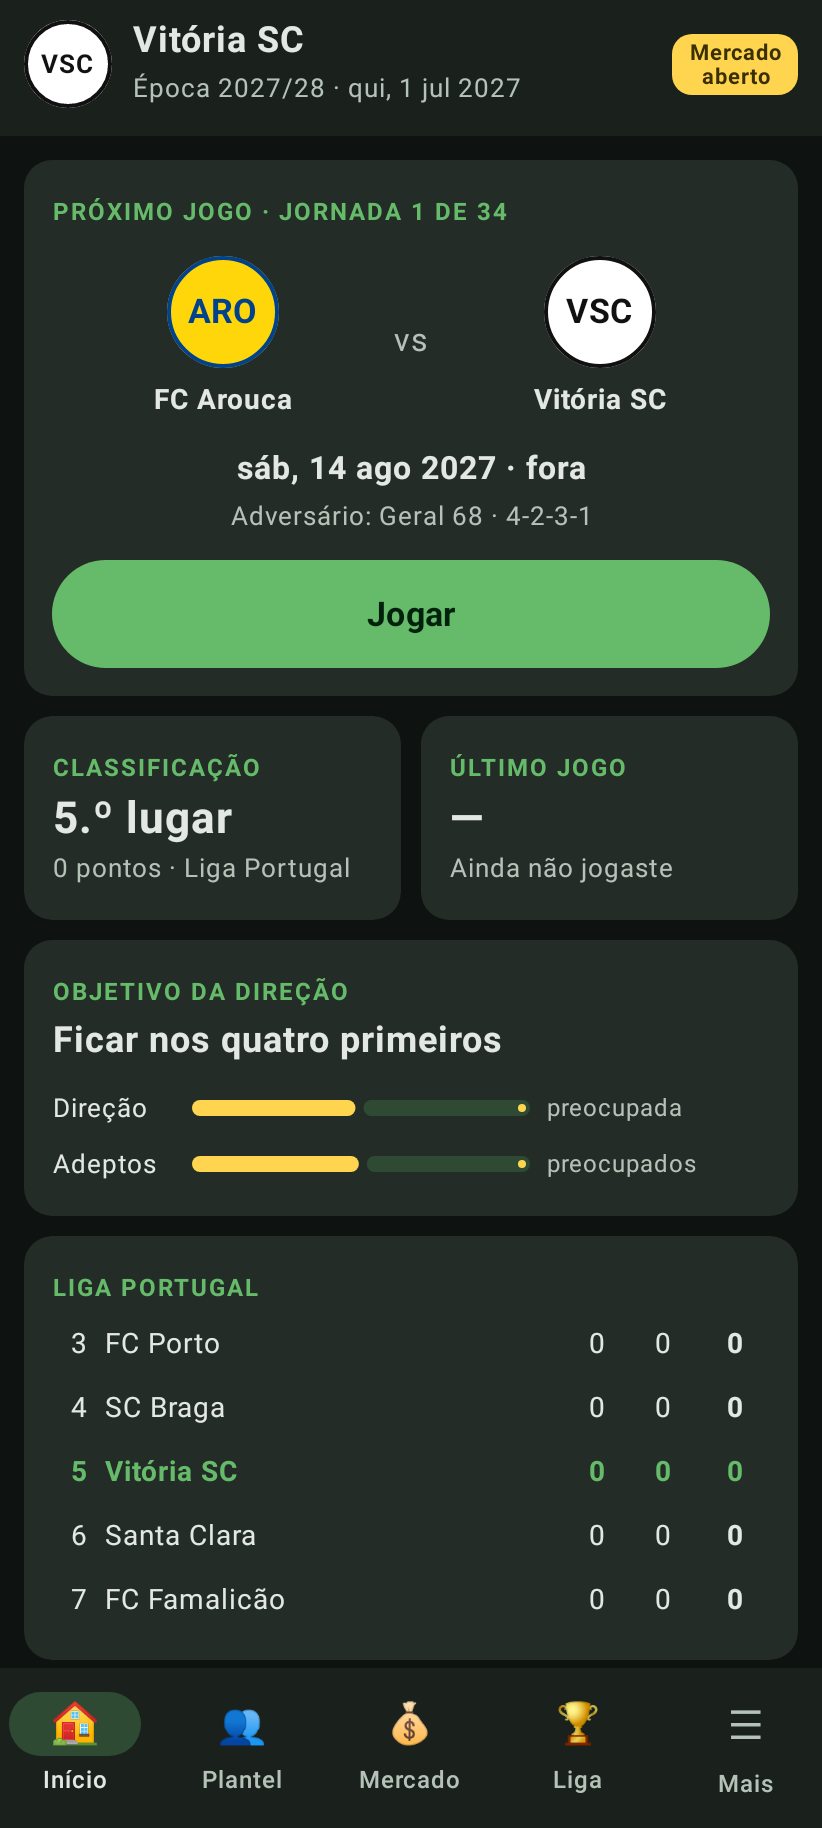 VSC
Vitória SC
Época 2027/28 · qui, 1 jul 2027
Mercado
aberto
PRÓXIMO JOGO · JORNADA 1 DE 34
ARO
vs
VSC
FC Arouca
Vitória SC
sáb, 14 ago 2027 · fora
Adversário: Geral 68 · 4-2-3-1
Jogar
CLASSIFICAÇÃO
5.º lugar
0 pontos · Liga Portugal
ÚLTIMO JOGO
—
Ainda não jogaste
OBJETIVO DA DIREÇÃO
Ficar nos quatro primeiros
Direção preocupada
Adeptos preocupados
LIGA PORTUGAL
3 FC Porto 0 0 0
4 SC Braga 0 0 0
5 Vitória SC 0 0 0
6 Santa Clara 0 0 0
7 FC Famalicão 0 0 0
Início Plantel Mercado Liga Mais